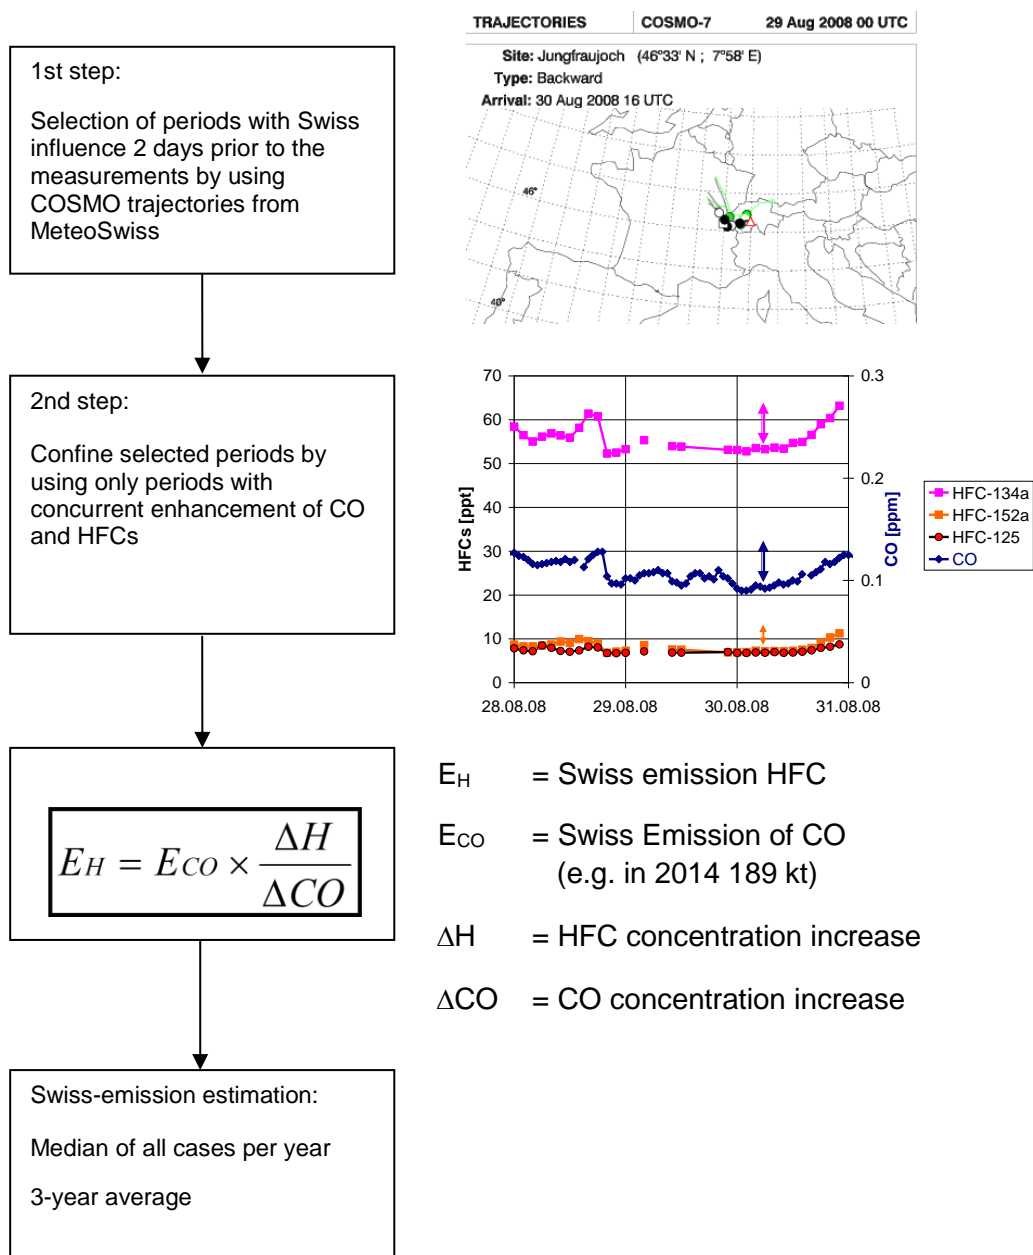 TRAJECTORIES COSMO-7 29 Aug 2008 00 UTC
Site: Jungfraujoch (46°33' N ; 7°58' E)
Type: Backward
Arrival: 30 Aug 2008 16 UTC
46°
40°
1st step:
Selection of periods with Swiss
influence 2 days prior to the
measurements by using
COSMO trajectories from
MeteoSwiss
2nd step:
Confine selected periods by
using only periods with
concurrent enhancement of CO
and HFCs
HFCs [ppt]
70
60
50
40
30
20
10
0
28.08.08 29.08.08 30.08.08 31.08.08
0.3
0.2
0.1
0
CO [ppm]
HFC-134a
HFC-152a
HFC-125
CO
EH = ECO × ΔH / ΔCO
EH = Swiss emission HFC
ECO = Swiss Emission of CO
(e.g. in 2014 189 kt)
ΔH = HFC concentration increase
ΔCO = CO concentration increase
Swiss-emission estimation:
Median of all cases per year
3-year average